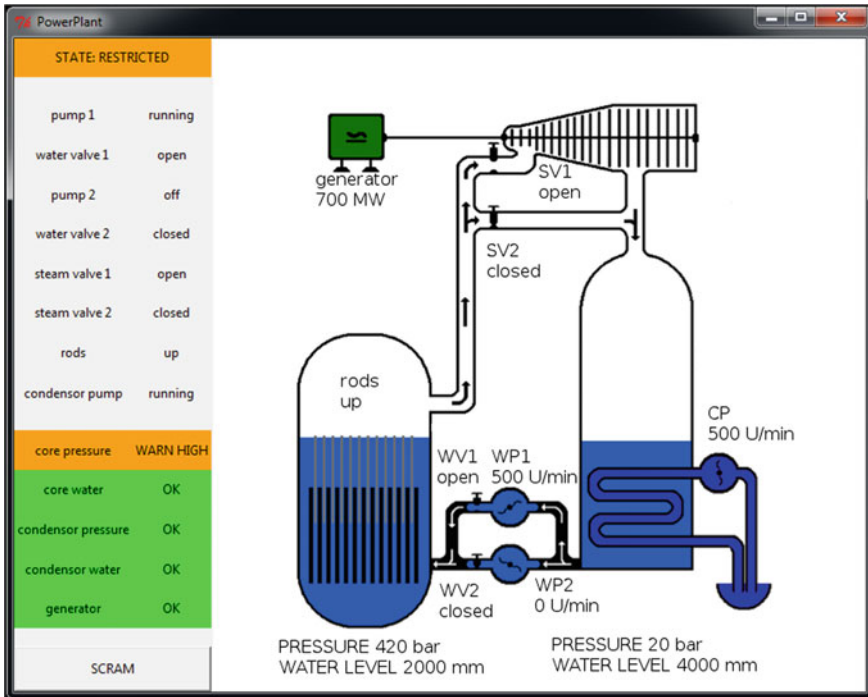 PowerPlant
STATE: RESTRICTED
pump 1 running
water valve 1 open
pump 2 off
water valve 2 closed
steam valve 1 open
steam valve 2 closed
rods up
condensor pump running
core pressure WARN HIGH
core water OK
condensor pressure OK
condensor water OK
generator OK
SCRAM
generator
700 MW
SV1
open
SV2
closed
rods
up
CP
500 U/min
WV1
open
WP1
500 U/min
WV2
closed
WP2
0 U/min
PRESSURE 420 bar
WATER LEVEL 2000 mm
PRESSURE 20 bar
WATER LEVEL 4000 mm